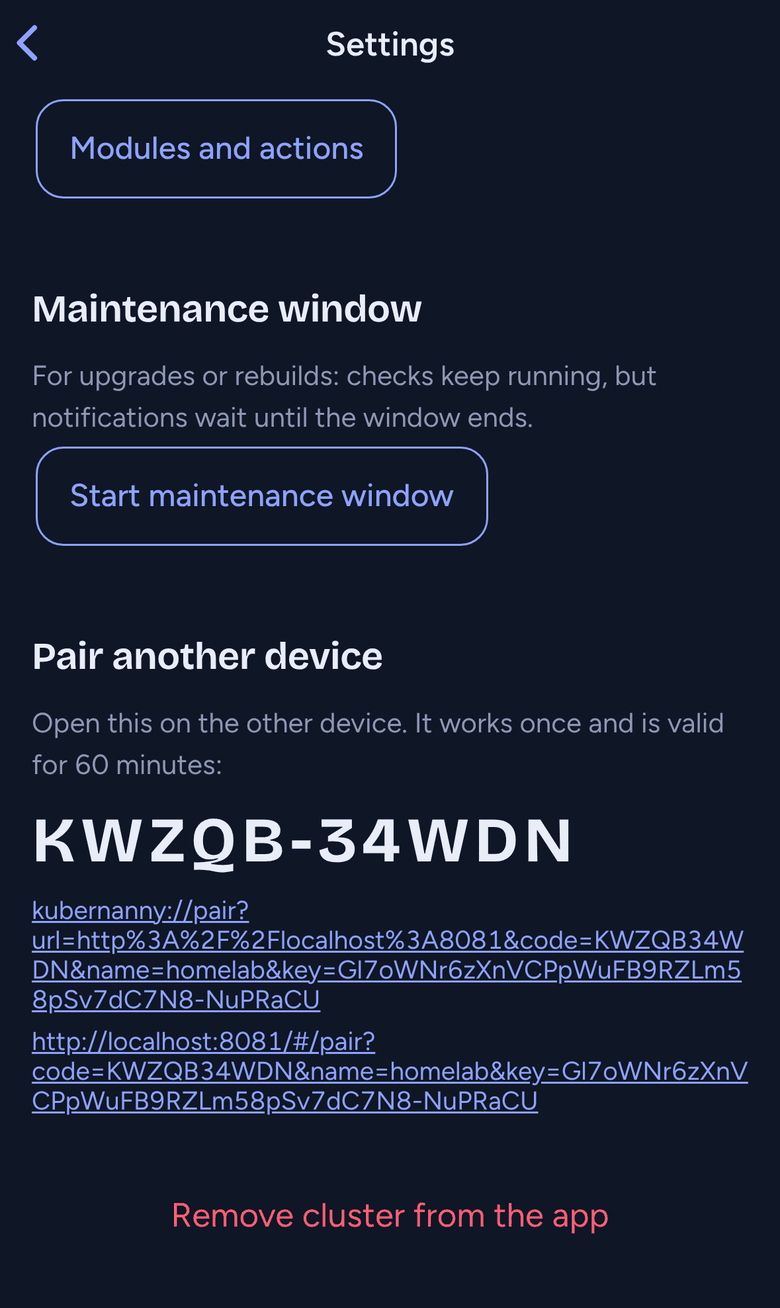 Settings
Modules and actions
Maintenance window
For upgrades or rebuilds: checks keep running, but
notifications wait until the window ends.
Start maintenance window
Pair another device
Open this on the other device. It works once and is valid
for 60 minutes:
KWZQB-34WDN
kubernanny://pair?
url=http%3A%2F%2Flocalhost%3A8081&code=KWZQB34W
DN&name=homelab&key=Gl7oWNr6zXnVCPpWuFB9RZLm5
8pSv7dC7N8-NuPRaCU
http://localhost:8081/#/pair?
code=KWZQB34WDN&name=homelab&key=Gl7oWNr6zXnV
CPpWuFB9RZLm58pSv7dC7N8-NuPRaCU
Remove cluster from the app